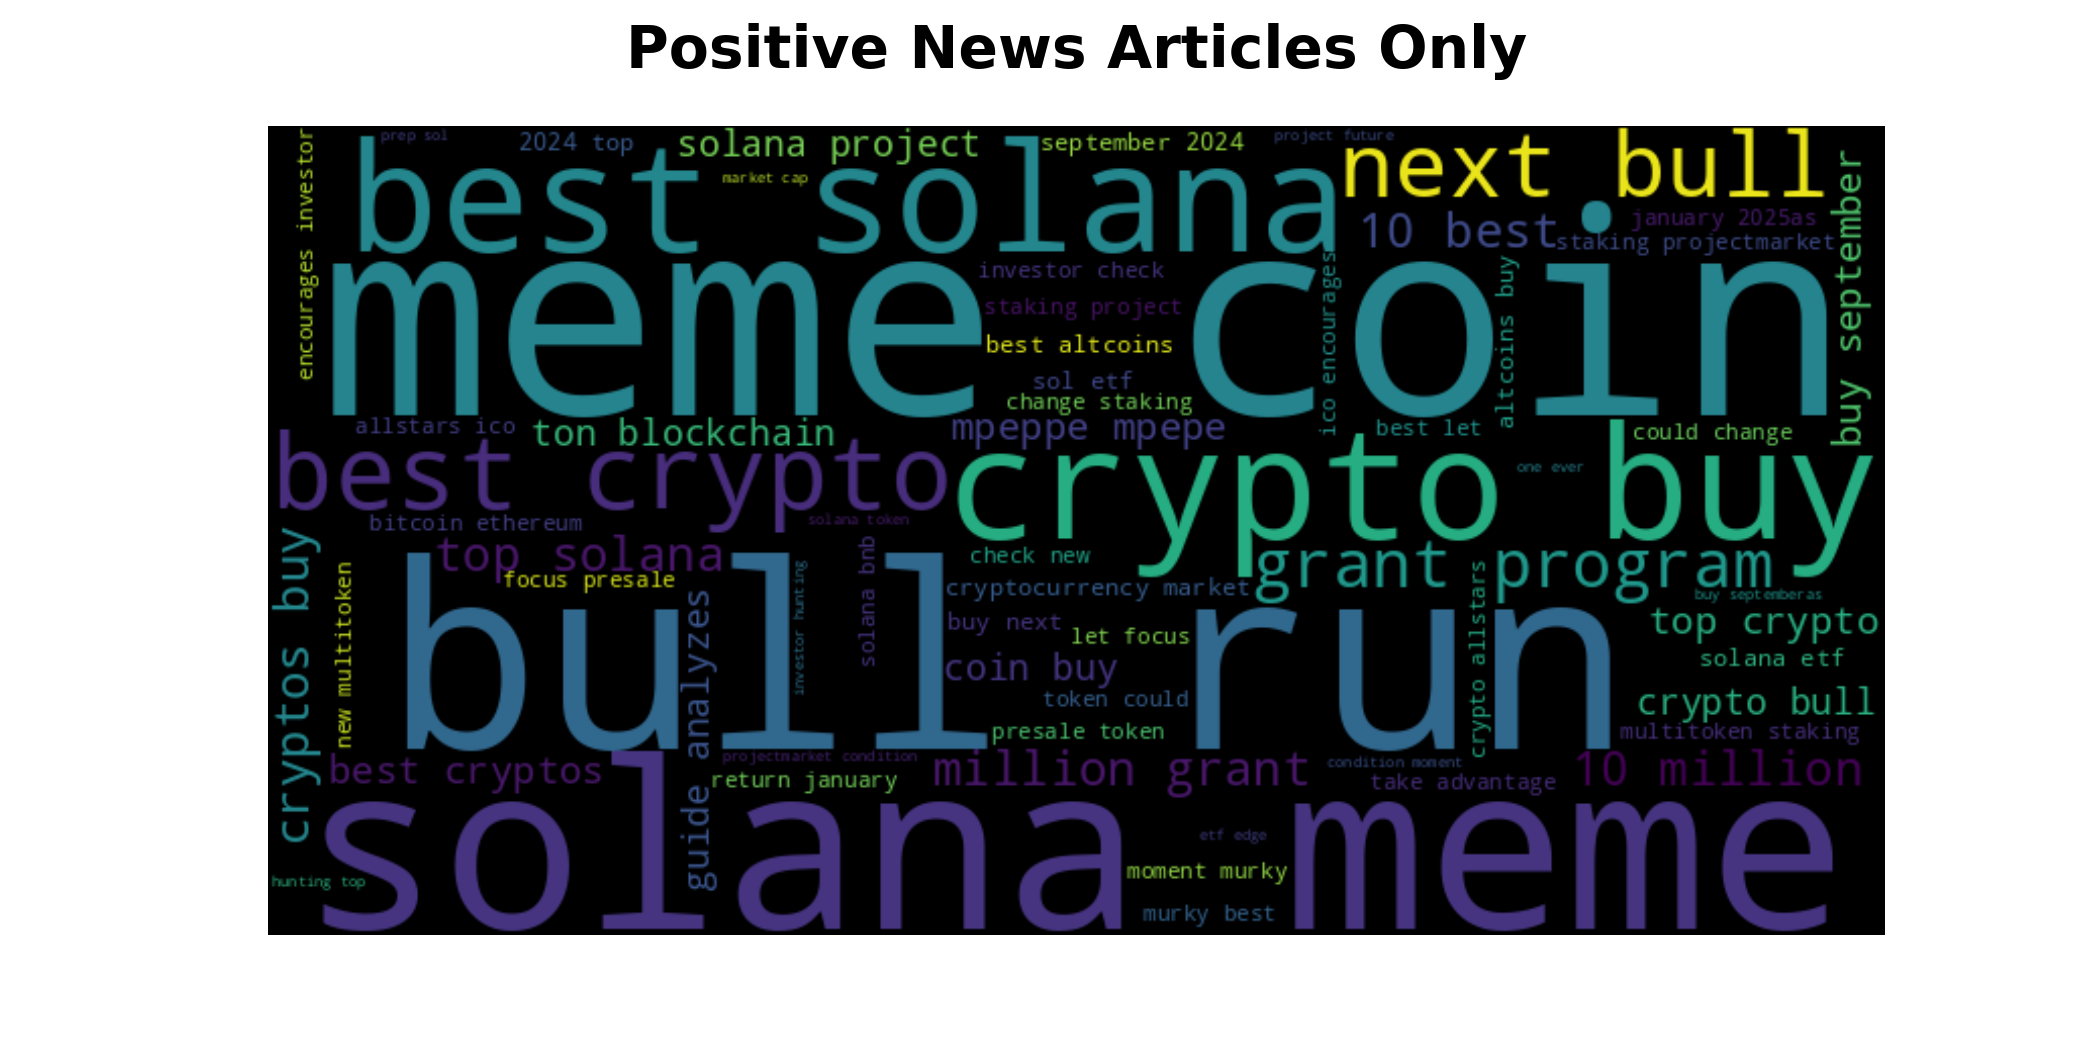 Positive News Articles Only
encourages investor
prep sol
2024 top
solana project
september 2024
project future
next bull
market cap
best solana
10 best
january 2025as
staking projectmarket
buy september
meme coin
investor check
staking project
best altcoins
sol etf
change staking
ico encourages
altcoins buy
allstars ico
ton blockchain
mpeppe mpepe
best let
could change
best crypto
crypto buy
one ever
bitcoin ethereum
solana token
cryptos buy
top solana
check new
grant program
focus presale
new multitoken
guide analyzes
investor hunting
solana bnb
cryptocurrency market
buy septemberas
bull run
buy next
let focus
crypto allstars
top crypto
coin buy
solana etf
token could
crypto bull
presale token
multitoken staking
best cryptos
projectmarket condition
return january
million grant
condition moment
take advantage
10 million
solana meme
etf edge
moment murky
hunting top
murky best